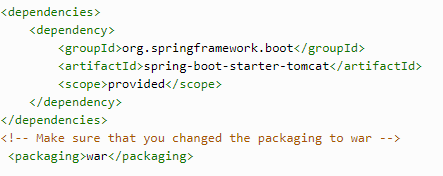 <dependencies>
    <dependency>
        <groupId>org.springframework.boot</groupId>
        <artifactId>spring-boot-starter-tomcat</artifactId>
        <scope>provided</scope>
    </dependency>
</dependencies>
<!-- Make sure that you changed the packaging to war -->
 <packaging>war</packaging>